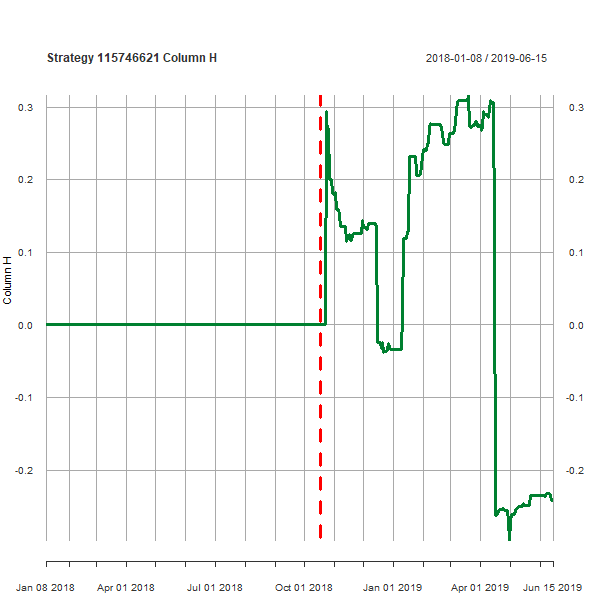 Strategy 115746621 Column H
2018-01-08 / 2019-06-15
0.3
0.3
0.2
0.2
0.1
0.1
0.0
0.0
-0.1
-0.1
-0.2
-0.2
Column H
Jan 08 2018
Apr 01 2018
Jul 01 2018
Oct 01 2018
Jan 01 2019
Apr 01 2019
Jun 15 2019